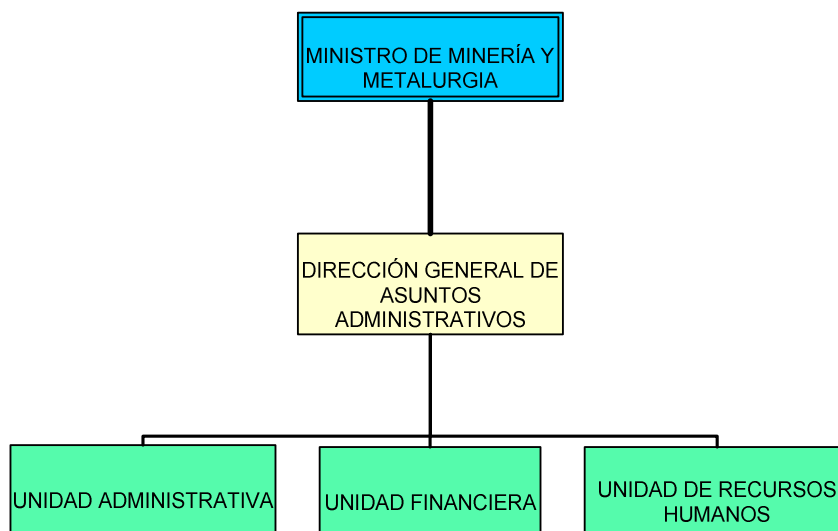 MINISTRO DE MINERÍA Y
METALURGIA
DIRECCIÓN GENERAL DE
ASUNTOS
ADMINISTRATIVOS
UNIDAD ADMINISTRATIVA
UNIDAD FINANCIERA
UNIDAD DE RECURSOS
HUMANOS